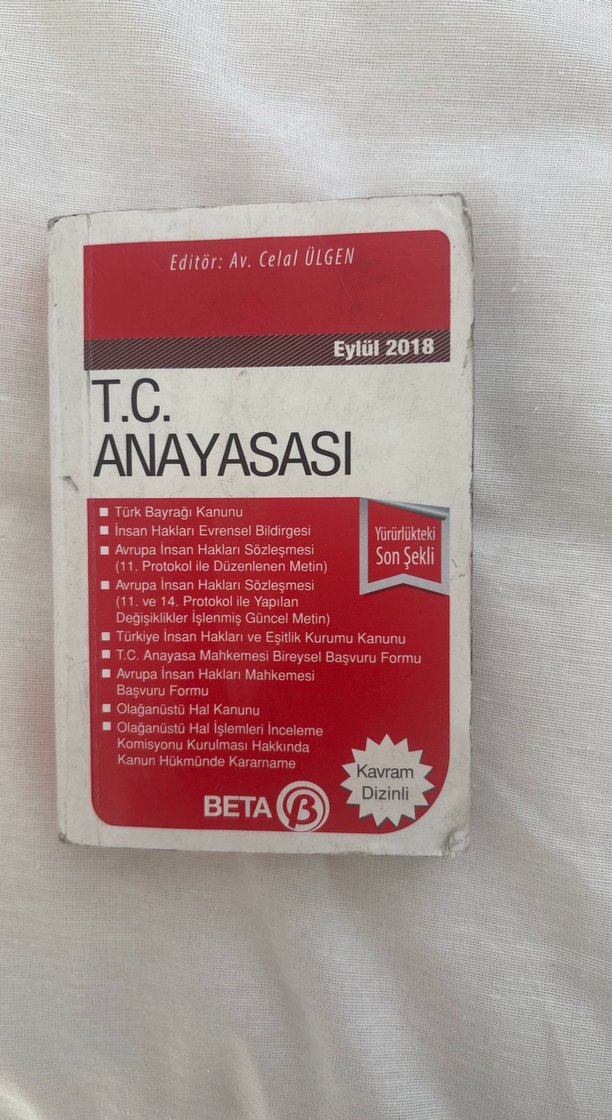 Editör: Av. Celal ÜLGEN
Eylül 2018
T.C.
ANAYASASI
Yürürlükteki
Son Şekli
■ Türk Bayrağı Kanunu
■ İnsan Hakları Evrensel Bildirgesi
■ Avrupa İnsan Hakları Sözleşmesi
(11. Protokol ile Düzenlenen Metin)
■ Avrupa İnsan Hakları Sözleşmesi
(11. ve 14. Protokol ile Yapılan
Değişiklikler İşlenmiş Güncel Metin)
■ Türkiye İnsan Hakları ve Eşitlik Kurumu Kanunu
■ T.C. Anayasa Mahkemesi Bireysel Başvuru Formu
■ Avrupa İnsan Hakları Mahkemesi
Başvuru Formu
■ Olağanüstü Hal Kanunu
■ Olağanüstü Hal İşlemleri İnceleme
Komisyonu Kurulması Hakkında
Kanun Hükmünde Kararname
Kavram
Dizinli
BETA β